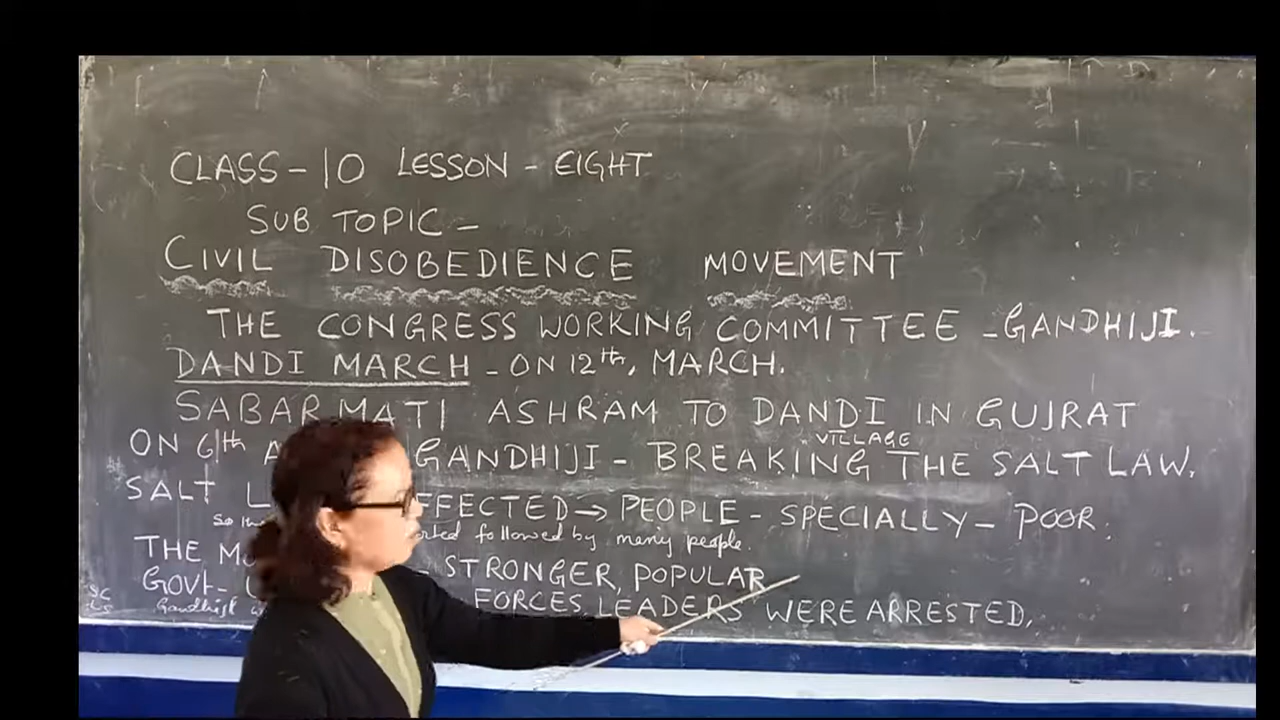 CLASS - 10 LESSON - EIGHT
SUB TOPIC -
CIVIL DISOBEDIENCE MOVEMENT
THE CONGRESS WORKING COMMITTEE - GANDHIJI.
DANDI MARCH - ON 12th, MARCH.
SABARMATI ASHRAM TO DANDI IN GUJRAT
VILLAGE
ON 6th GANDHIJI - BREAKING THE SALT LAW.
SALT → PEOPLE - SPECIALLY - POOR.
followed by many people.
THE STRONGER, POPULAR
GOVT - FORCES, LEADERS WERE ARRESTED.